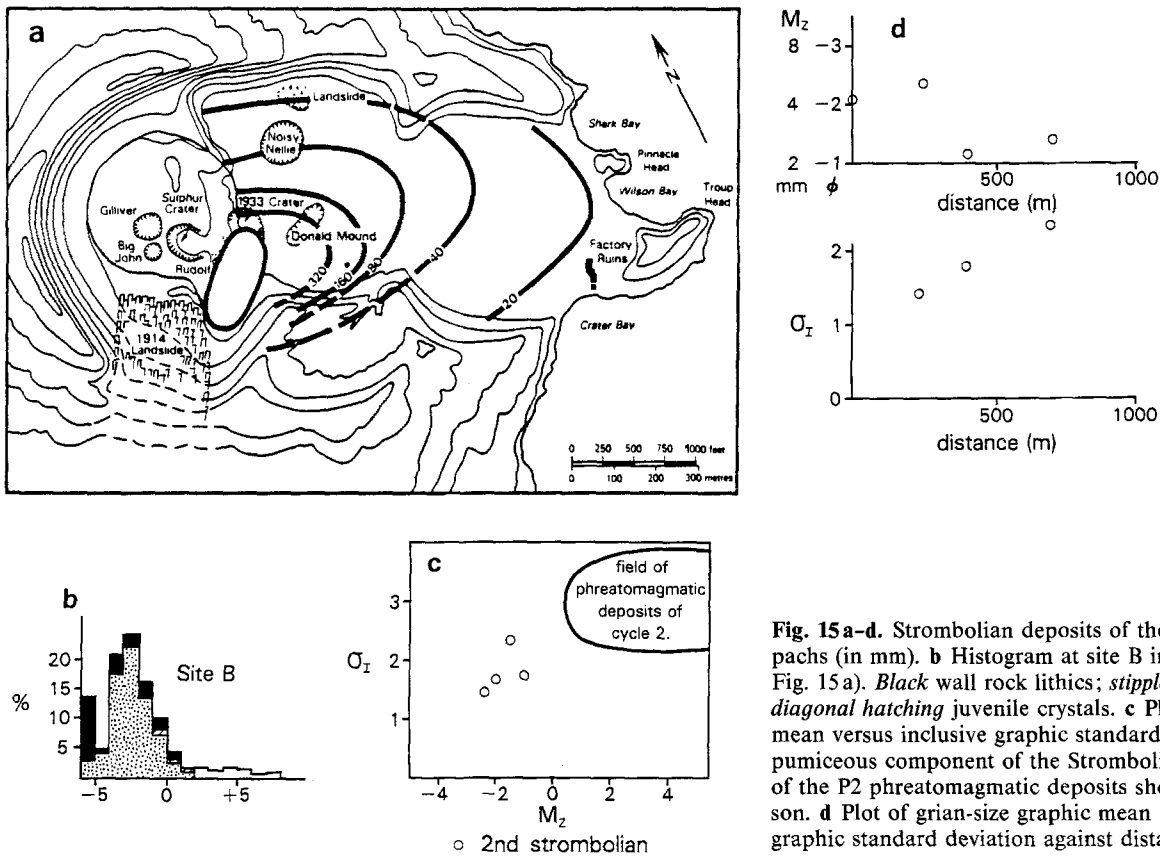 a
N
Landslide
Noisy
Nellie
Shark Bay
Pinnacle
Head
Wilson Bay
Troup
Head
Sulphur
Crater
1933 Crater
Gilliver
Donald Mound
Big
John
Rudolf
Factory
Ruins
320
160
80
40
20
1914
Landslide
Crater Bay
0 250 500 750 1000 feet
0 100 200 300 metres
d
Mz
8 -3
4 -2
2 -1
mm ϕ
500 1000
distance (m)
2
σI
1
0
500 1000
distance (m)
b
Site B
20
15
%
10
5
-5 0 +5
c
field of
phreatomagmatic
deposits of
cycle 2.
3
σI
2
1
-4 -2 0 2 4
Mz
○ 2nd strombolian
Fig. 15a-d. Strombolian deposits of the
pachs (in mm). b Histogram at site B in
Fig. 15a). Black wall rock lithics; stipple
diagonal hatching juvenile crystals. c Pl
mean versus inclusive graphic standard
pumiceous component of the Stromboli
of the P2 phreatomagmatic deposits sho
son. d Plot of grian-size graphic mean
graphic standard deviation against dista